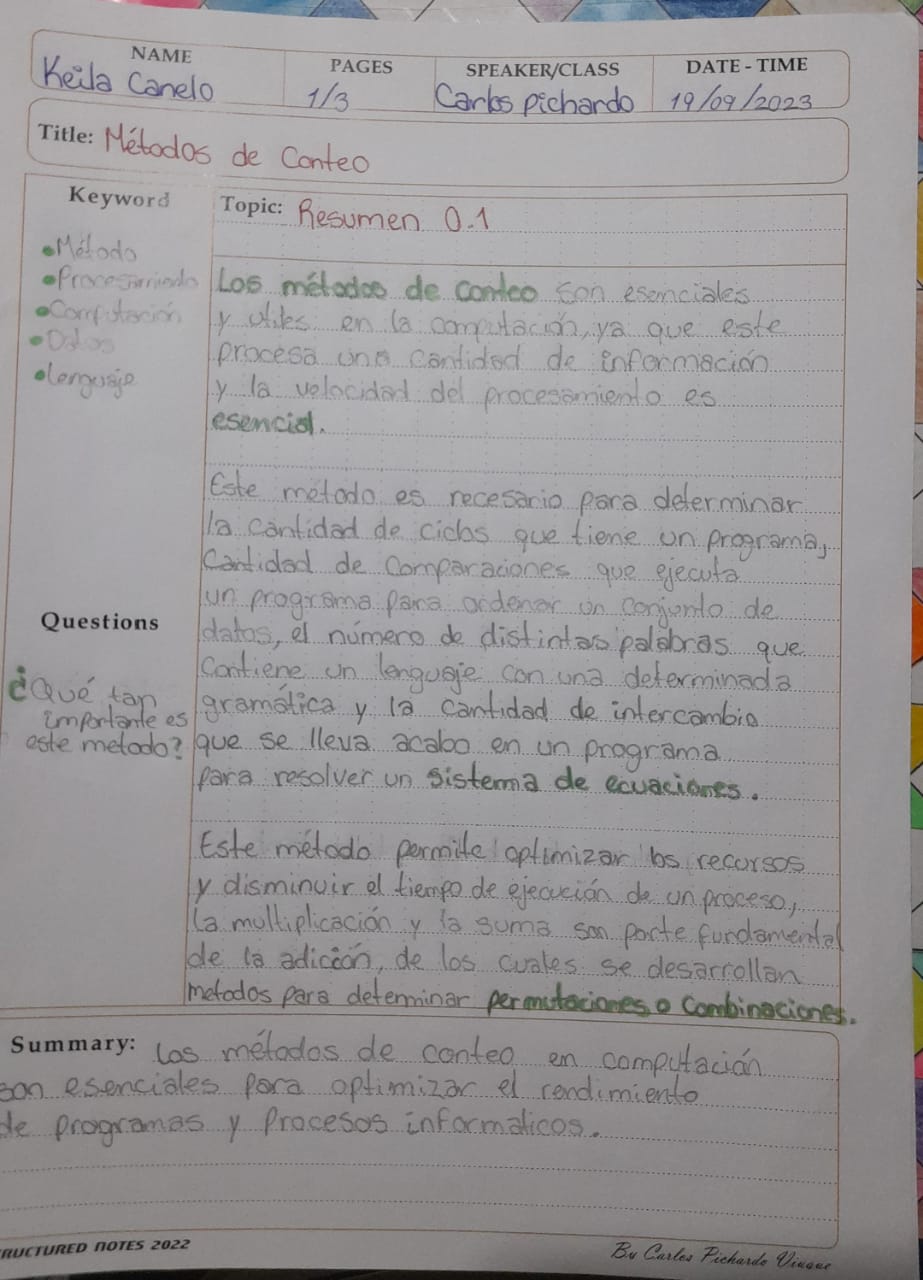 NAME
Keila Canelo
PAGES
1/3
SPEAKER/CLASS
Carlos Pichardo
DATE - TIME
19/09/2023
Title: Métodos de Conteo
Keyword
•Método
•Procesamiento
•Computación
•Datos
•Lenguaje
Questions
¿Qué tan
importante es
este metodo?
Topic: Resumen 0.1
Los métodos de conteo son esenciales
y utiles en la computación, ya que este
procesa una cantidad de información
y la velocidad del procesamiento es
esencial.
Este método es necesario para determinar
la cantidad de ciclos que tiene un programa,
Cantidad de comparaciones que ejecuta
un programa para ordenar un conjunto de
datos, el número de distintas palabras que
contiene un lenguaje con una determinada
gramática y la cantidad de intercambio
que se lleva acabo en un programa
para resolver un sistema de ecuaciones.
Este método permite optimizar los recursos
y disminuir el tiempo de ejecución de un proceso,
la multiplicación y la suma son parte fundamental
de la adición, de los cuales se desarrollan
metodos para determinar permutaciones o combinaciones.
Summary: Los métodos de conteo en computación
son esenciales para optimizar el rendimiento
de programas y procesos informaticos.
RUCTURED NOTES 2022
By Carlos Pichardo Viuque